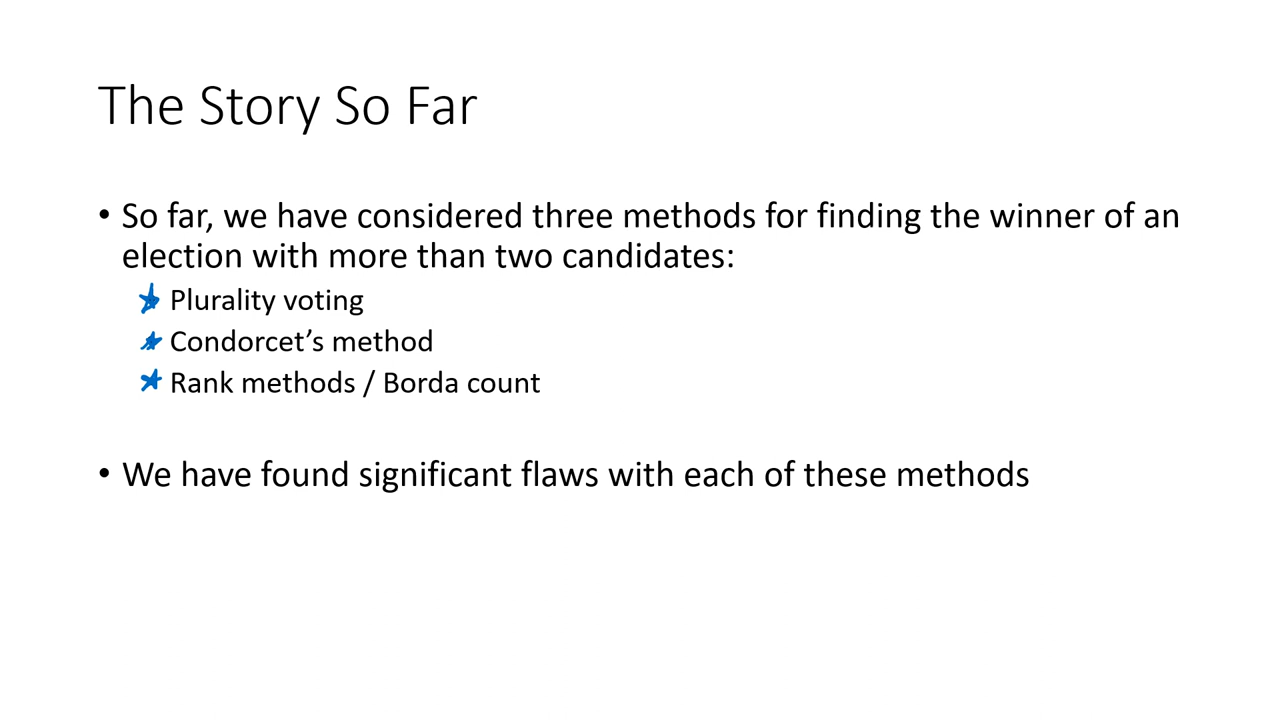 The Story So Far
• So far, we have considered three methods for finding the winner of an
election with more than two candidates:
Plurality voting
Condorcet’s method
Rank methods / Borda count
• We have found significant flaws with each of these methods